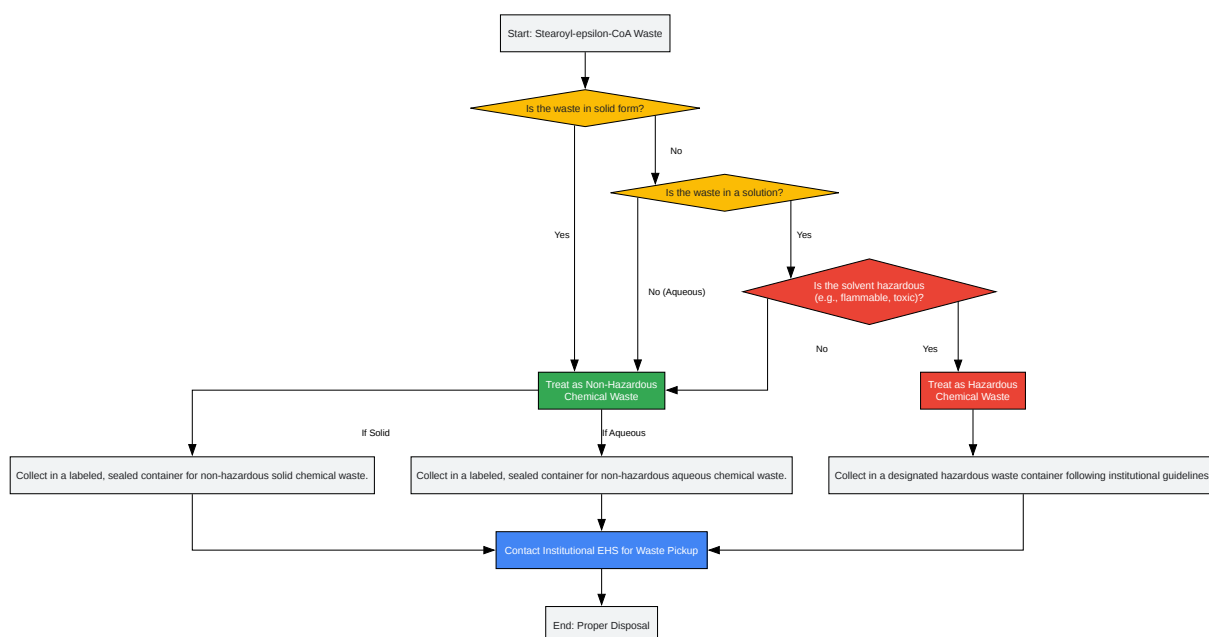 Start: Stearoyl-epsilon-CoA Waste
Is the waste in solid form?
No
Is the waste in a solution?
Yes
Yes
Is the solvent hazardous
(e.g., flammable, toxic)?
No (Aqueous)
No
Yes
Treat as Non-Hazardous
Chemical Waste
Treat as Hazardous
Chemical Waste
If Solid
If Aqueous
Collect in a labeled, sealed container for non-hazardous solid chemical waste.
Collect in a labeled, sealed container for non-hazardous aqueous chemical waste.
Collect in a designated hazardous waste container following institutional guidelines
Contact Institutional EHS for Waste Pickup
End: Proper Disposal